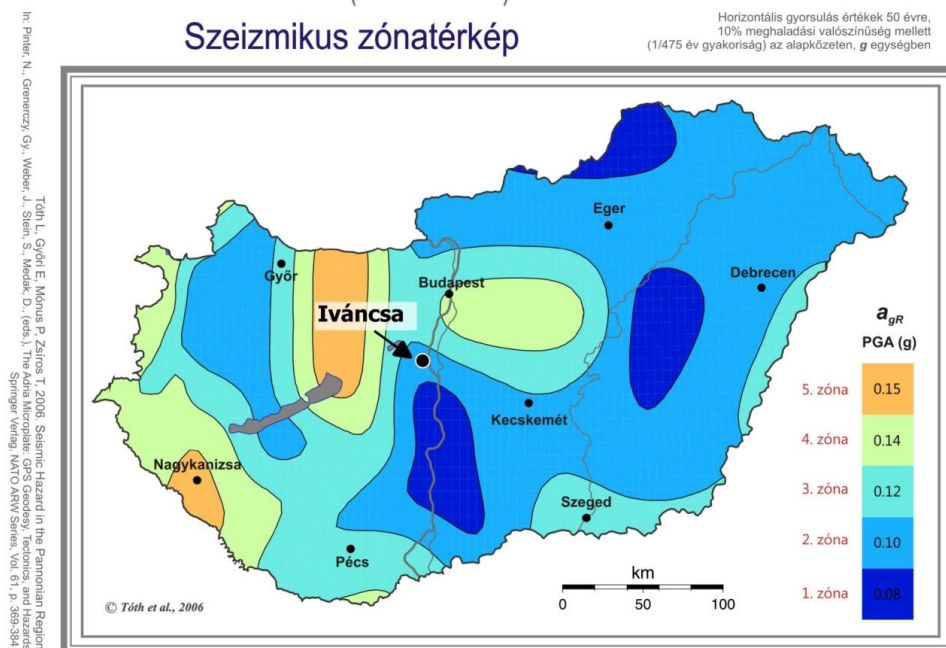 Szeizmikus zónatérkép
Horizontális gyorsulás értékek 50 évre,
10% meghaladási valószínűség mellett
(1/475 év gyakoriság) az alapkőzeten, g egységben
Tóth L, Győri E, Mónus P, Zsíros T, 2006. Seismic Hazard in the Pannonian Region
In: Pinter, N., Grenerczy, Gy., Weber, J., Stein, S., Medak, D., (eds.), The Adria Microplate: GPS Geodesy, Tectonics, and Hazards
Springer Verlag, NATO ARW Series, Vol. 61, p. 369-384.
Eger
Győr
Budapest
Debrecen
Iváncsa
Kecskemét
Nagykanizsa
Szeged
Pécs
agR
PGA (g)
5. zóna 0.15
4. zóna 0.14
3. zóna 0.12
2. zóna 0.10
1. zóna 0.08
km
0 50 100
© Tóth et al., 2006